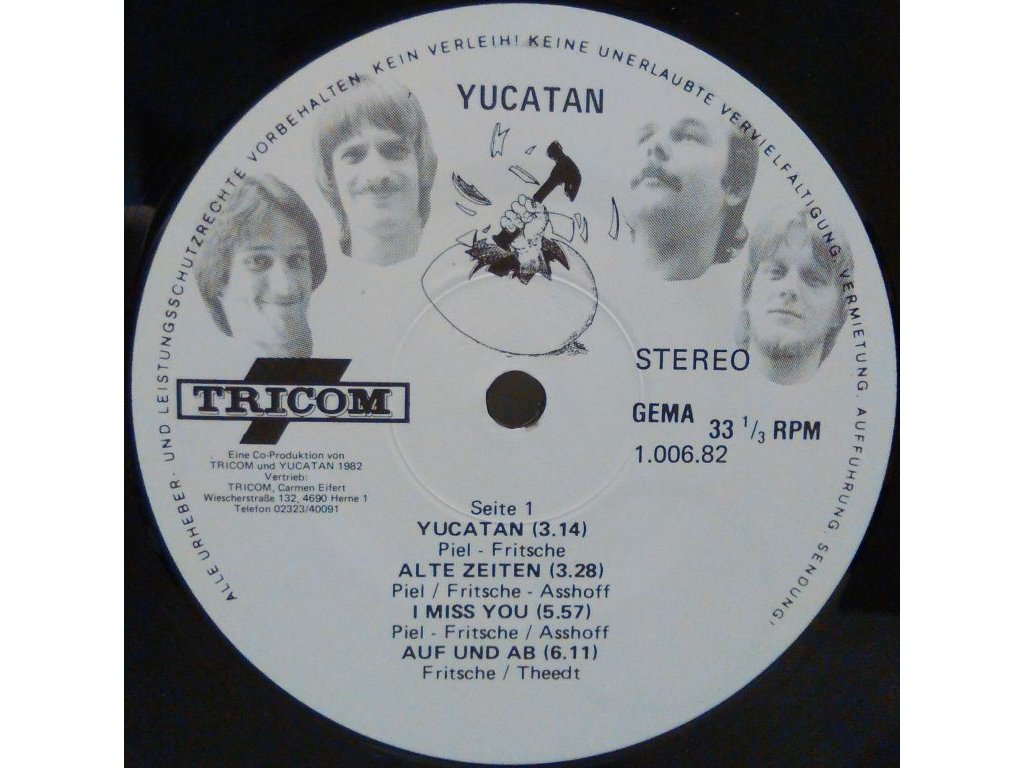 ALLE URHEBER- UND LEISTUNGSSCHUTZRECHTE VORBEHALTEN. KEIN VERLEIH! KEINE UNERLAUBTE VERVIELFÄLTIGUNG, VERMIETUNG, AUFFÜHRUNG, SENDUNG!
YUCATAN
TRICOM
Eine Co-Produktion von
TRICOM und YUCATAN 1982
Vertrieb:
TRICOM, Carmen Eifert
Wiescherstraße 132, 4690 Herne 1
Telefon 02323/40091
STEREO
GEMA 33 1/3 RPM
1.006.82
Seite 1
YUCATAN (3.14)
Piel - Fritsche
ALTE ZEITEN (3.28)
Piel / Fritsche - Asshoff
I MISS YOU (5.57)
Piel - Fritsche / Asshoff
AUF UND AB (6.11)
Fritsche / Theedt